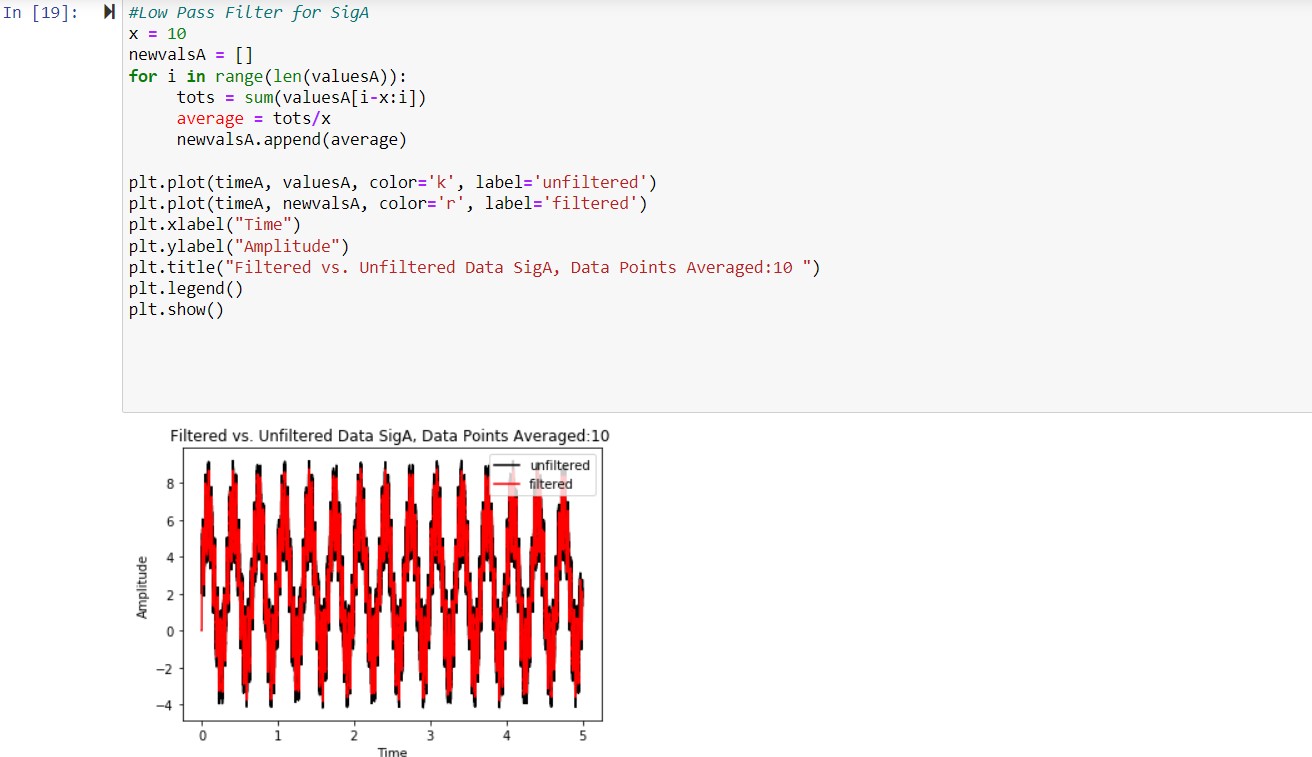 In [19]:
#Low Pass Filter for SigA
x = 10
newvalsA = []
for i in range(len(valuesA)):
tots = sum(valuesA[i-x:i])
average = tots/x
newvalsA.append(average)
plt.plot(timeA, valuesA, color='k', label='unfiltered')
plt.plot(timeA, newvalsA, color='r', label='filtered')
plt.xlabel("Time")
plt.ylabel("Amplitude")
plt.title("Filtered vs. Unfiltered Data SigA, Data Points Averaged:10 ")
plt.legend()
plt.show()
Filtered vs. Unfiltered Data SigA, Data Points Averaged:10
unfiltered
filtered
Amplitude
8
6
4
2
0
−2
−4
0 1 2 3 4 5
Time